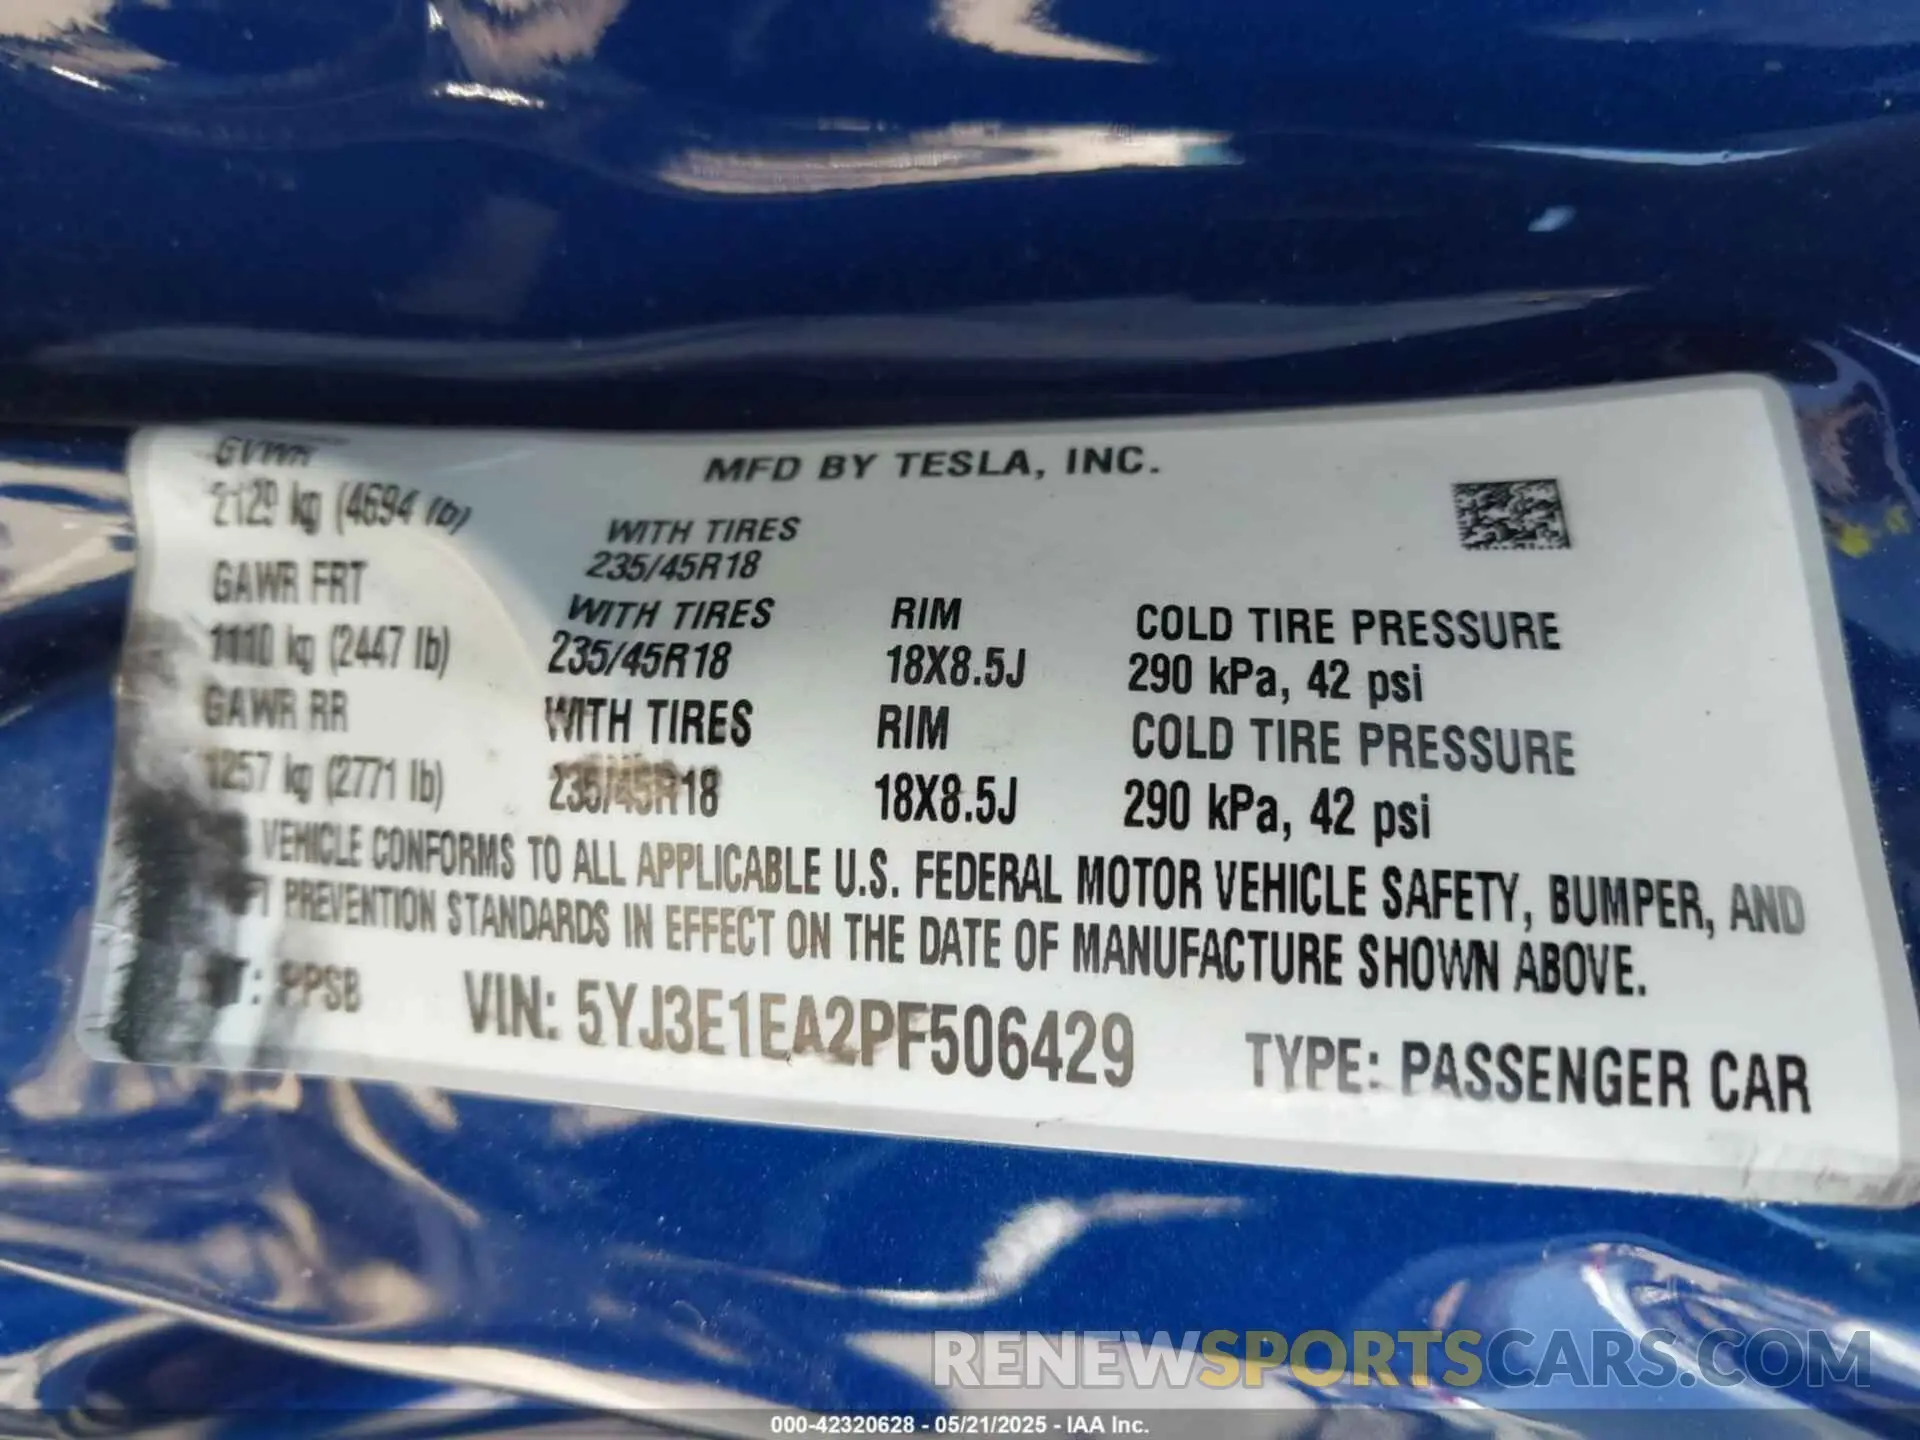 GVWR
MFD BY TESLA, INC.
2129 kg (4694 lb)
WITH TIRES
235/45R18
GAWR FRT
WITH TIRES RIM COLD TIRE PRESSURE
1110 kg (2447 lb) 235/45R18 18X8.5J 290 kPa, 42 psi
GAWR RR WITH TIRES RIM COLD TIRE PRESSURE
1257 kg (2771 lb) 235/45R18 18X8.5J 290 kPa, 42 psi
VEHICLE CONFORMS TO ALL APPLICABLE U.S. FEDERAL MOTOR VEHICLE SAFETY, BUMPER, AND
PREVENTION STANDARDS IN EFFECT ON THE DATE OF MANUFACTURE SHOWN ABOVE.
PPSB VIN: 5YJ3E1EA2PF506429 TYPE: PASSENGER CAR
RENEWSPORTSCARS.COM
000-42320628 - 05/21/2025 - IAA Inc.